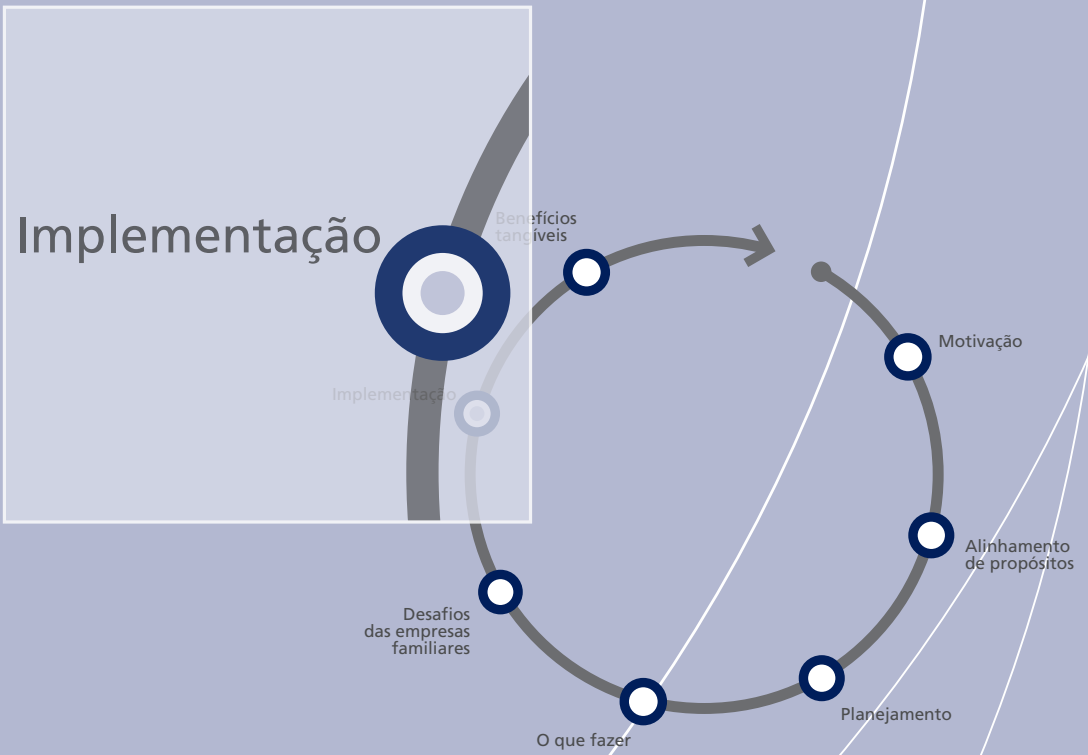 Implementação
Benefícios
tangíveis
Motivação
Implementação
Alinhamento
de propósitos
Desafios
das empresas
familiares
Planejamento
O que fazer